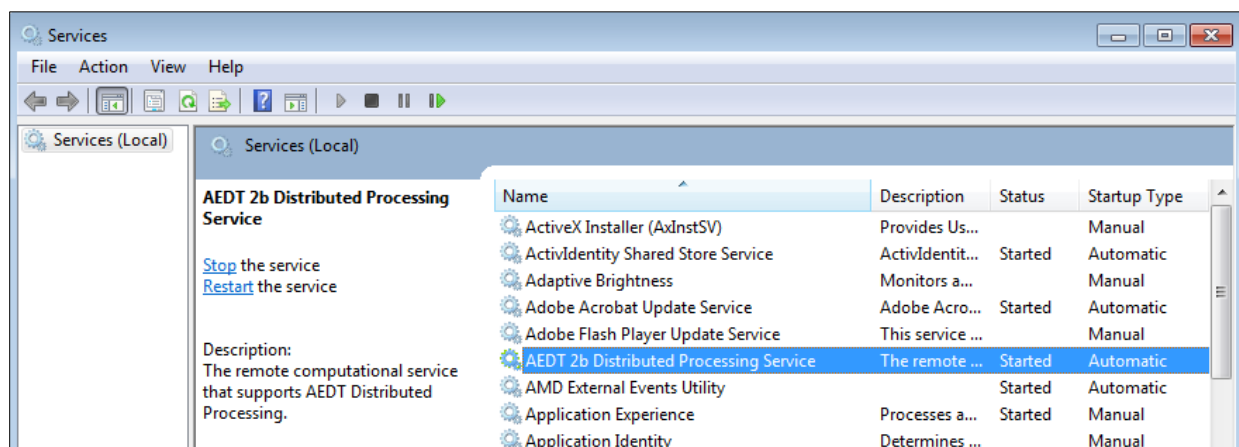 Services
File Action View Help
Services (Local)
Services (Local)
AEDT 2b Distributed Processing
Service
Stop the service
Restart the service
Description:
The remote computational service
that supports AEDT Distributed
Processing.
Name Description Status Startup Type
ActiveX Installer (AxInstSV) Provides Us... Manual
ActivIdentity Shared Store Service ActivIdentit... Started Automatic
Adaptive Brightness Monitors a... Manual
Adobe Acrobat Update Service Adobe Acro... Started Automatic
Adobe Flash Player Update Service This service ... Manual
AEDT 2b Distributed Processing Service The remote ... Started Automatic
AMD External Events Utility Started Automatic
Application Experience Processes a... Started Manual
Application Identity Determines ... Manual